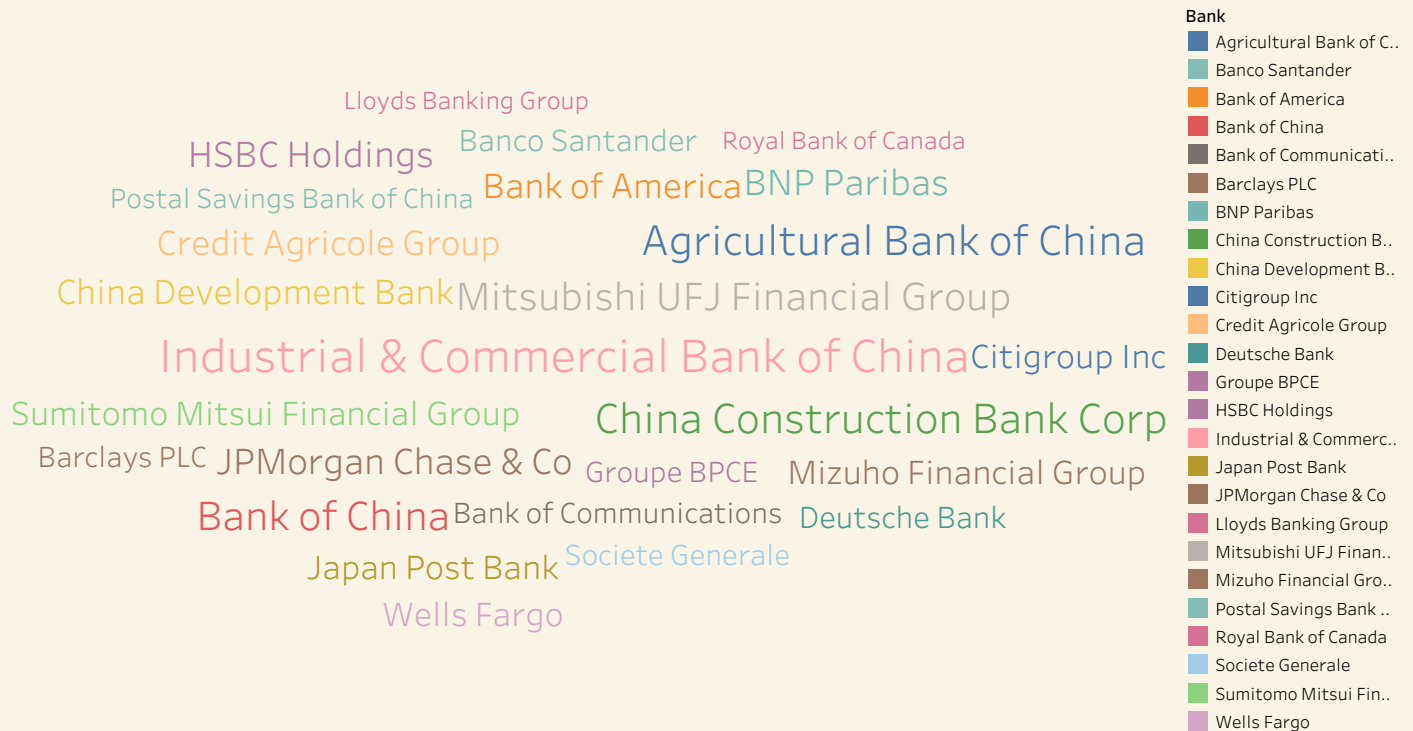 Lloyds Banking Group
Banco Santander
Royal Bank of Canada
HSBC Holdings
Bank of America
BNP Paribas
Postal Savings Bank of China
Credit Agricole Group
Agricultural Bank of China
China Development Bank
Mitsubishi UFJ Financial Group
Industrial & Commercial Bank of China
Citigroup Inc
Sumitomo Mitsui Financial Group
China Construction Bank Corp
Barclays PLC
JPMorgan Chase & Co
Groupe BPCE
Mizuho Financial Group
Bank of China
Bank of Communications
Deutsche Bank
Japan Post Bank
Societe Generale
Wells Fargo
Bank
Agricultural Bank of C..
Banco Santander
Bank of America
Bank of China
Bank of Communicati..
Barclays PLC
BNP Paribas
China Construction B..
China Development B..
Citigroup Inc
Credit Agricole Group
Deutsche Bank
Groupe BPCE
HSBC Holdings
Industrial & Commerc..
Japan Post Bank
JPMorgan Chase & Co
Lloyds Banking Group
Mitsubishi UFJ Finan..
Mizuho Financial Gro..
Postal Savings Bank ..
Royal Bank of Canada
Societe Generale
Sumitomo Mitsui Fin..
Wells Fargo